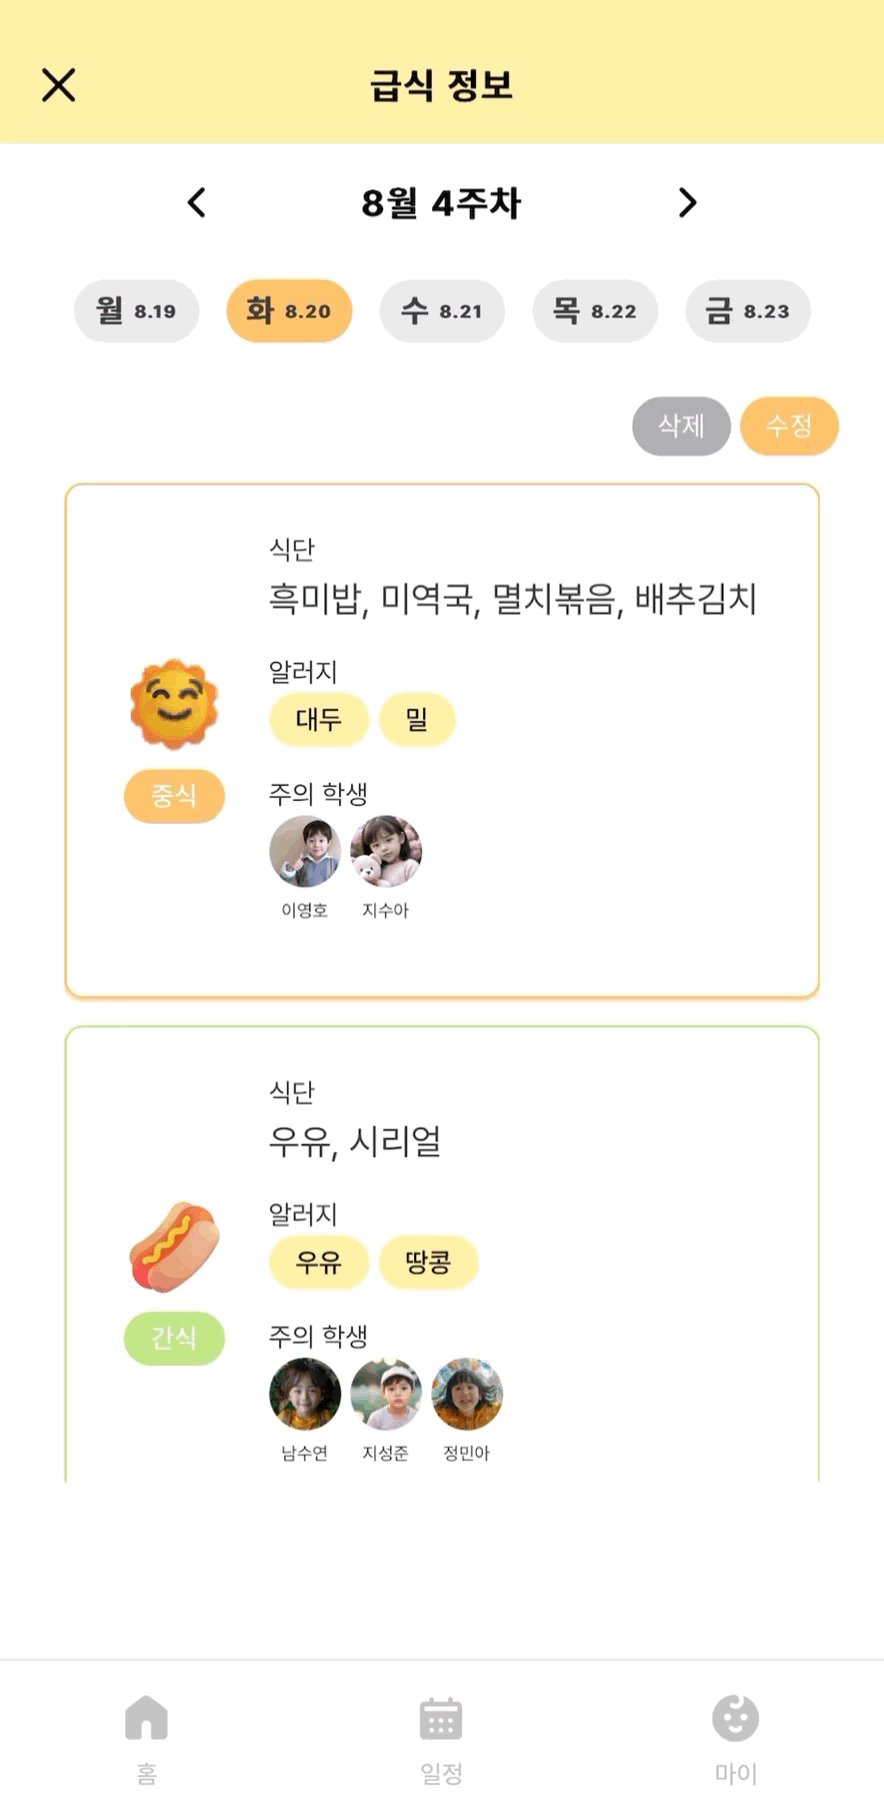 급식 정보
8월 4주차
월 8.19 화 8.20 수 8.21 목 8.22 금 8.23
삭제 수정
식단
흑미밥, 미역국, 멸치볶음, 배추김치
알러지
대두 밀
중식
주의 학생
이영호 지수아
식단
우유, 시리얼
알러지
우유 땅콩
간식
주의 학생
남수연 지성준 정민아
홈 일정 마이